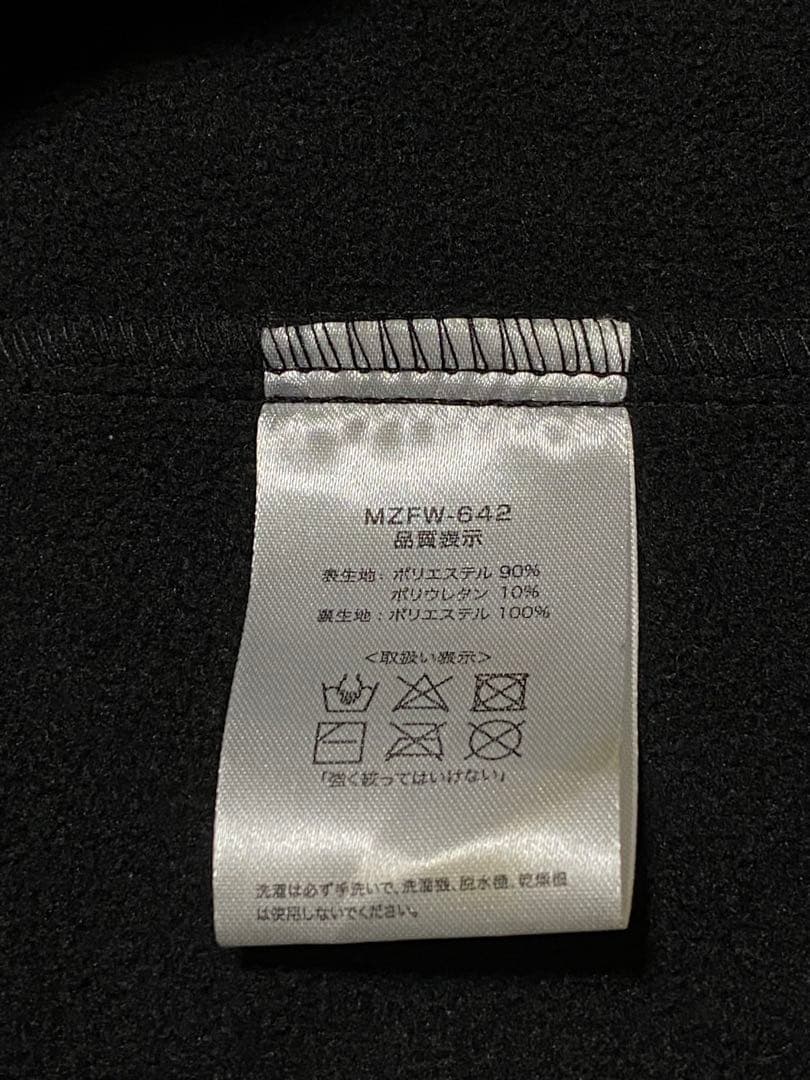 MZFW-642
品質表示
表生地：ポリエステル 90%
ポリウレタン 10%
裏生地：ポリエステル 100%
＜取扱い表示＞
「強く絞ってはいけない」
洗濯は必ず手洗いで、洗濯機、脱水機、乾燥機
は使用しないでください。